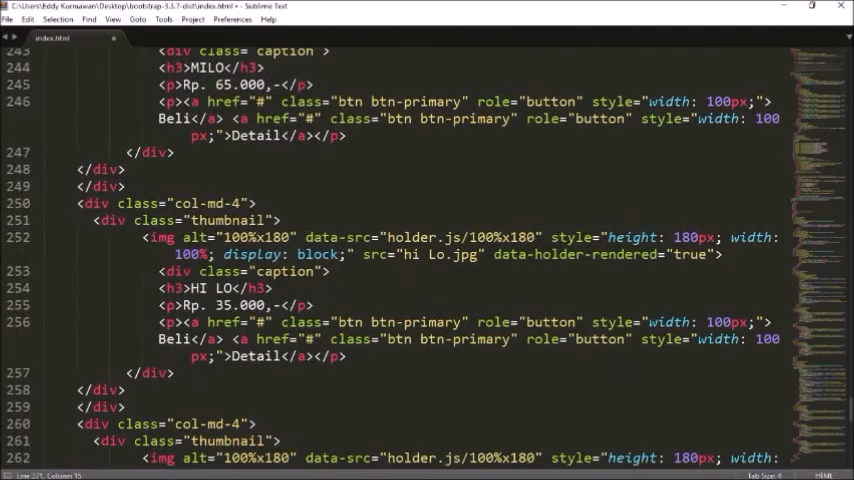 C:\Users\Eddy Kurniawan\Desktop\bootstrap-3.3.7-dist\index.html • - Sublime Text
File Edit Selection Find View Goto Tools Project Preferences Help
index.html
243 <div class="caption">
244 <h3>MILO</h3>
245 <p>Rp. 65.000,-</p>
246 <p><a href="#" class="btn btn-primary" role="button" style="width: 100px;">
Beli</a> <a href="#" class="btn btn-primary" role="button" style="width: 100
px;">Detail</a></p>
247 </div>
248 </div>
249 </div>
250 <div class="col-md-4">
251 <div class="thumbnail">
252 <img alt="100%x180" data-src="holder.js/100%x180" style="height: 180px; width:
100%; display: block;" src="hi Lo.jpg" data-holder-rendered="true">
253 <div class="caption">
254 <h3>HI LO</h3>
255 <p>Rp. 35.000,-</p>
256 <p><a href="#" class="btn btn-primary" role="button" style="width: 100px;">
Beli</a> <a href="#" class="btn btn-primary" role="button" style="width: 100
px;">Detail</a></p>
257 </div>
258 </div>
259 </div>
260 <div class="col-md-4">
261 <div class="thumbnail">
262 <img alt="100%x180" data-src="holder.js/100%x180" style="height: 180px; width:
Line 271, Column 15
Tab Size: 4 HTML